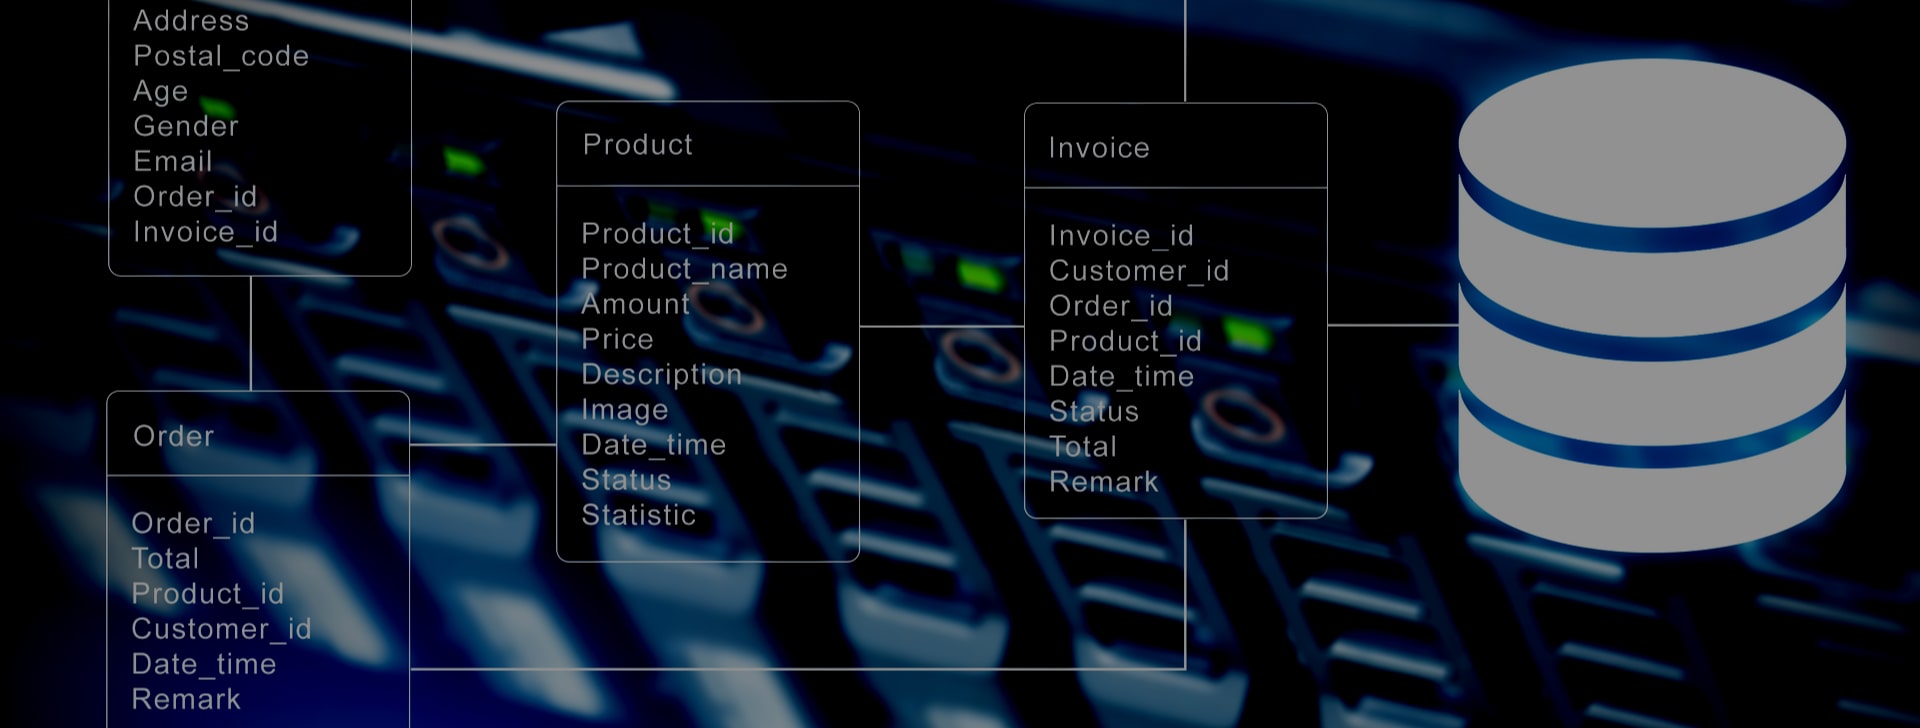 Address
Postal_code
Age
Gender
Email
Order_id
Invoice_id
Order
Order_id
Total
Product_id
Customer_id
Date_time
Remark
Product
Product_id
Product_name
Amount
Price
Description
Image
Date_time
Status
Statistic
Invoice
Invoice_id
Customer_id
Order_id
Product_id
Date_time
Status
Total
Remark